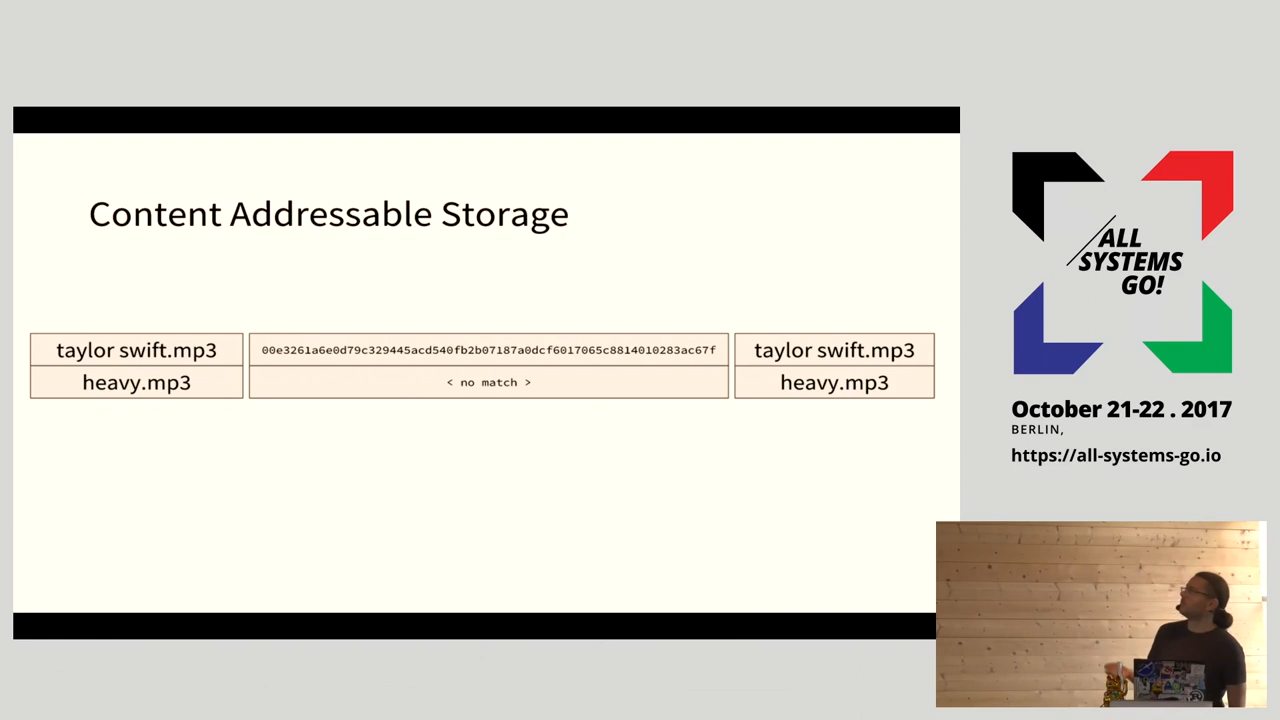 Content Addressable Storage
taylor swift.mp3
00e3261a6e0d79c329445acd540fb2b07187a0dcf6017065c8814010283ac67f
taylor swift.mp3
heavy.mp3
< no match >
heavy.mp3
ALL
SYSTEMS
GO!
October 21-22 . 2017
BERLIN,
https://all-systems-go.io